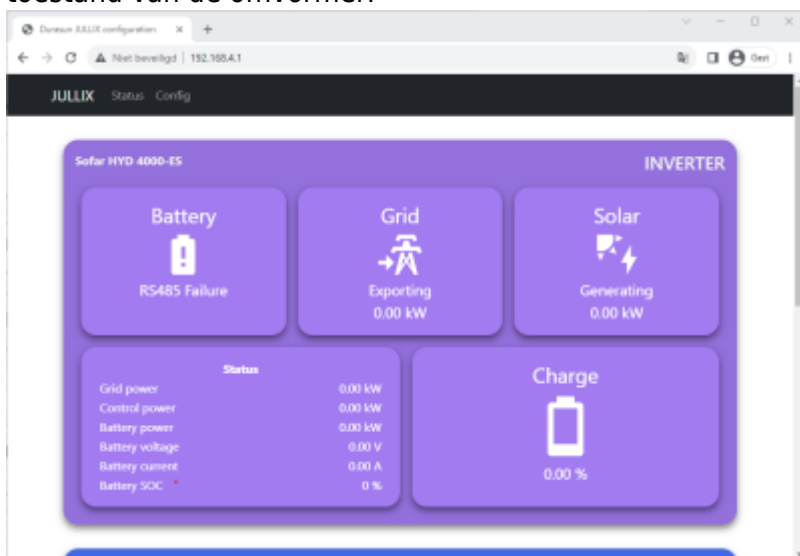 toestand van de omvormer.
Duresun JULLIX configuration × +
Niet beveiligd | 192.168.4.1
Gast
JULLIX Status Config
Sofar HYD 4000-ES INVERTER
Battery
RS485 Failure
Grid
Exporting
0.00 kW
Solar
Generating
0.00 kW
Status
Grid power 0.00 kW
Control power 0.00 kW
Battery power 0.00 kW
Battery voltage 0.00 V
Battery current 0.00 A
Battery SOC * 0 %
Charge
0.00 %